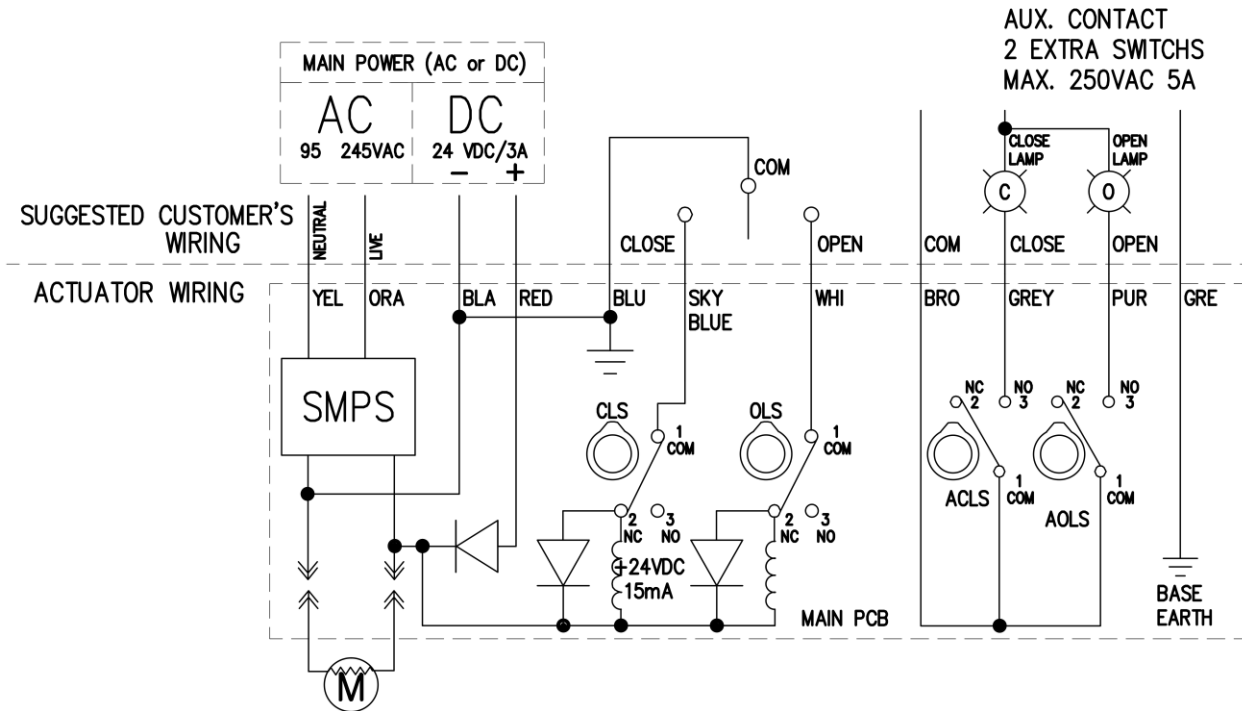 AUX. CONTACT
2 EXTRA SWITCHS
MAX. 250VAC 5A
MAIN POWER (AC or DC)
AC
95 245VAC
DC
24 VDC/3A
- +
SUGGESTED CUSTOMER'S
WIRING
NEUTRAL
LIVE
COM
CLOSE
OPEN
CLOSE
LAMP
OPEN
LAMP
C
O
COM
CLOSE
OPEN
ACTUATOR WIRING
YEL
ORA
BLA
RED
BLU
SKY
BLUE
WHI
BRO
GREY
PUR
GRE
SMPS
CLS
1
COM
2
NC
3
NO
OLS
1
COM
2
NC
3
NO
+24VDC
15mA
MAIN PCB
NC
2
NO
3
NC
2
NO
3
ACLS
1
COM
AOLS
1
COM
BASE
EARTH
M